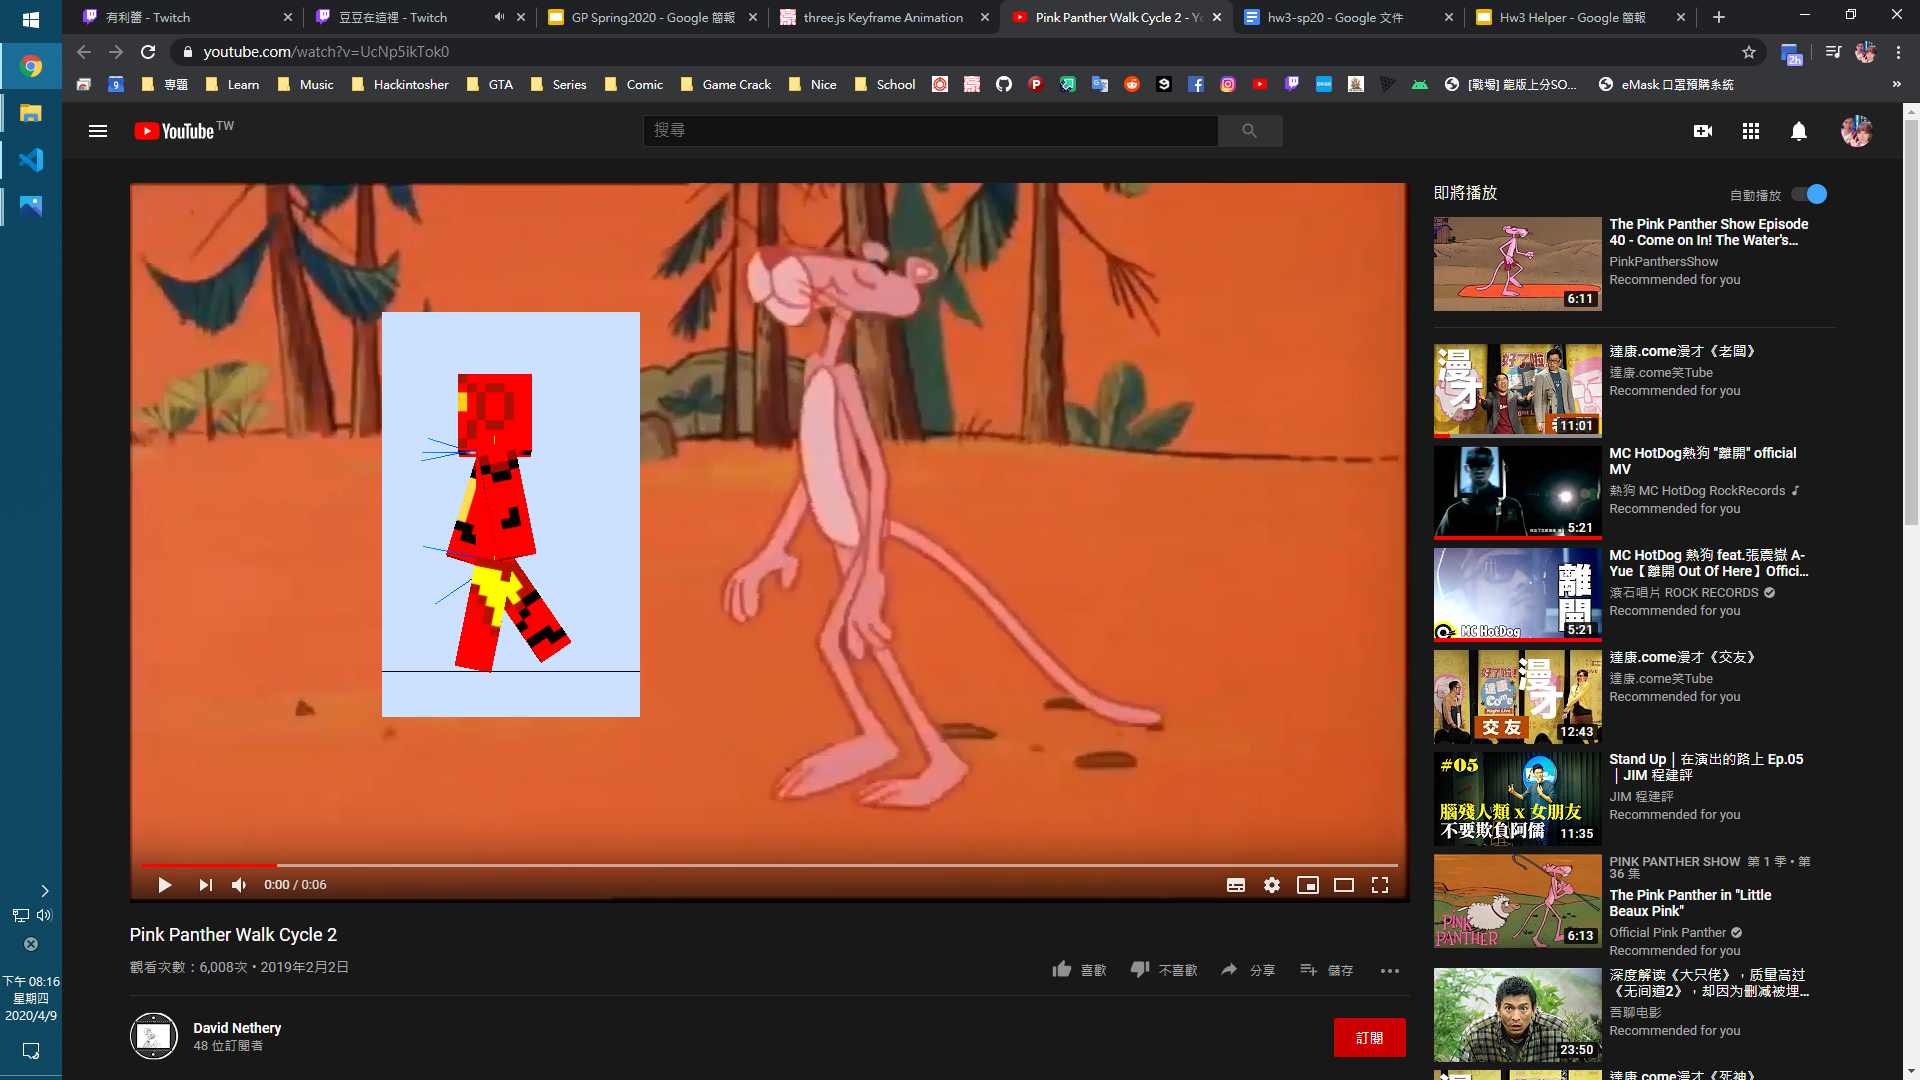 有利醬 - Twitch
豆豆在這裡 - Twitch
GP Spring2020 - Google 簡報
three.js Keyframe Animation
Pink Panther Walk Cycle 2 - Yo
hw3-sp20 - Google 文件
Hw3 Helper - Google 簡報
youtube.com/watch?v=UcNp5ikTok0
2h
9
專題
Learn
Music
Hackintosher
GTA
Series
Comic
Game Crack
Nice
School
[戰場] 龍版上分SO...
eMask 口罩預購系統
YouTube TW
搜尋
0:00 / 0:06
Pink Panther Walk Cycle 2
觀看次數：6,008次 • 2019年2月2日
喜歡
不喜歡
分享
儲存
David Nethery
48 位訂閱者
訂閱
即將播放
自動播放
The Pink Panther Show Episode
40 - Come on In! The Water's...
PinkPanthersShow
Recommended for you
6:11
達康.come漫才《老闆》
達康.come笑Tube
Recommended for you
漫才
11:01
MC HotDog熱狗 "離開" official
MV
熱狗 MC HotDog RockRecords
Recommended for you
5:21
MC HotDog 熱狗 feat.張震嶽 A-
Yue【離開 Out Of Here】Offici...
滾石唱片 ROCK RECORDS
Recommended for you
離開
MC HotDog
5:21
達康.come漫才《交友》
達康.come笑Tube
Recommended for you
漫才
交友
12:43
Stand Up｜在演出的路上 Ep.05
｜JIM 程建評
JIM 程建評
Recommended for you
#05
腦殘人類 x 女朋友
不要欺負阿儒
11:35
PINK PANTHER SHOW 第 1 季 • 第
36 集
The Pink Panther in "Little
Beaux Pink"
Official Pink Panther
Recommended for you
PINK
PANTHER
6:13
深度解读《大只佬》，质量高过
《无间道2》，却因为删减被埋...
吾聊电影
Recommended for you
23:50
達康.come漫才《死神》
下午 08:16
星期四
2020/4/9